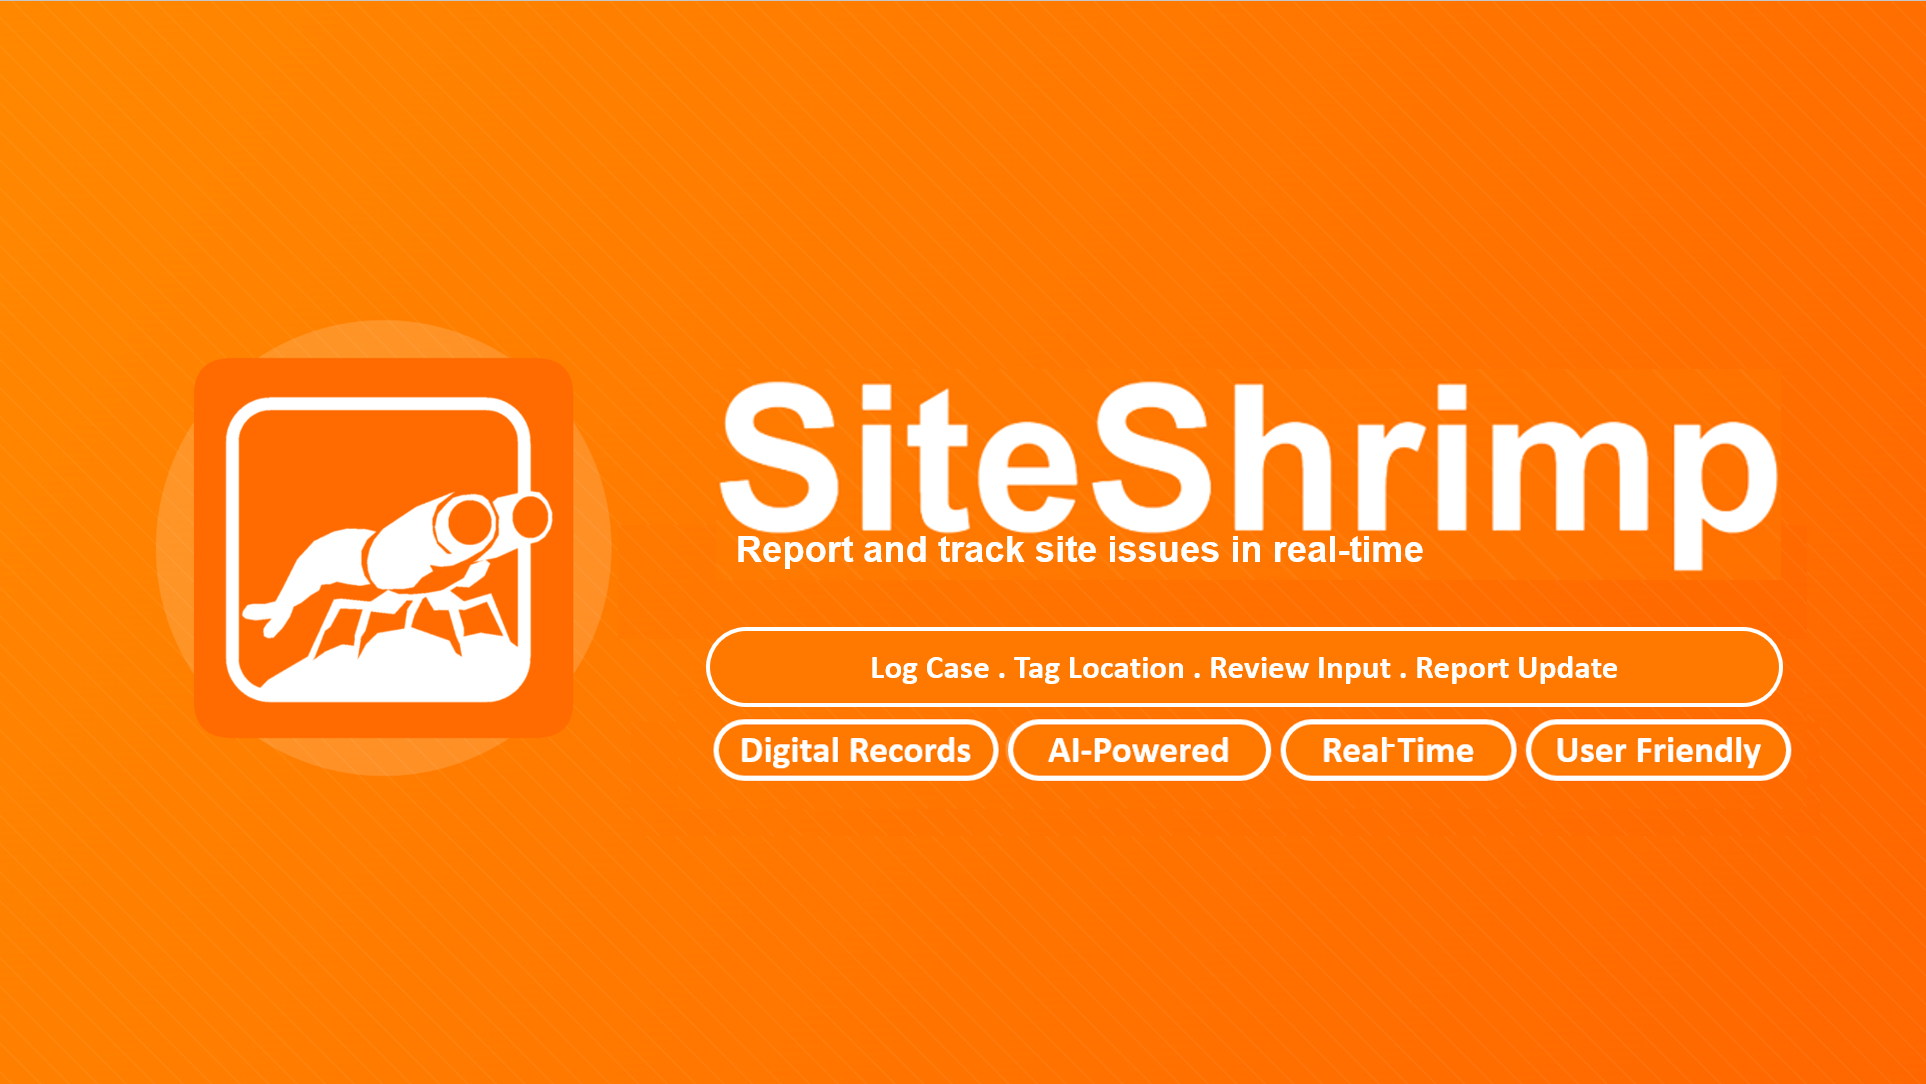 SiteShrimp
Report and track site issues in real-time
Log Case . Tag Location . Review Input . Report Update
Digital Records
AI-Powered
Real-Time
User Friendly